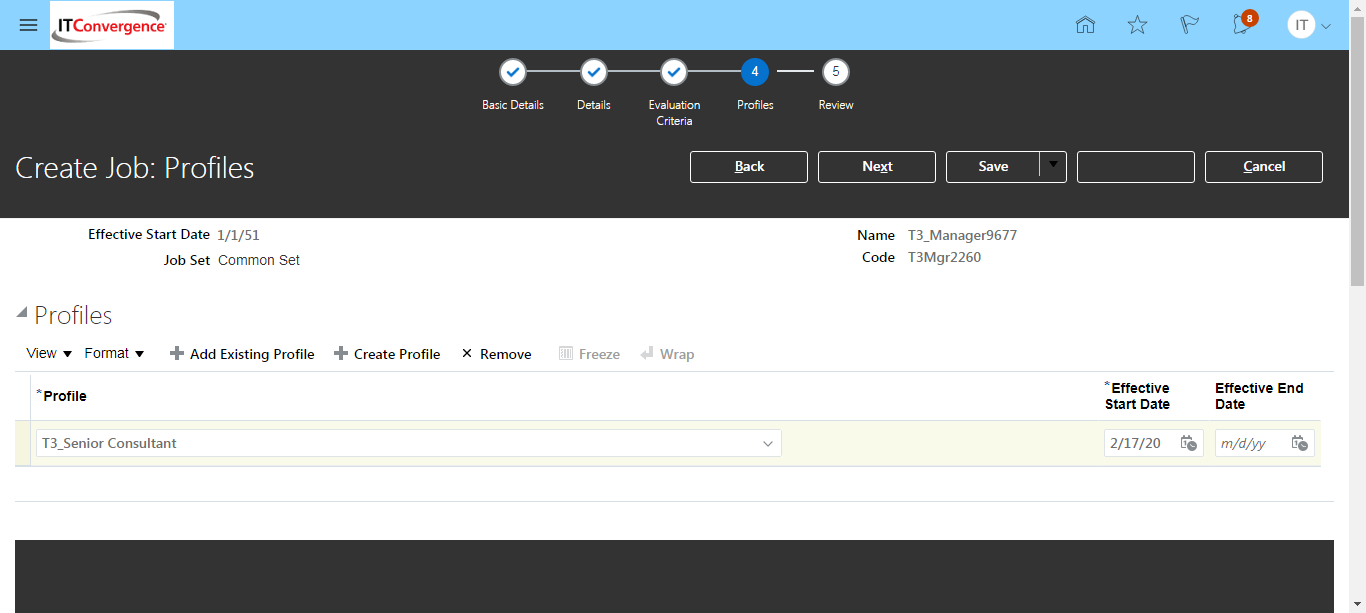 ITConvergence
8
IT
4
5
Basic Details
Details
Evaluation
Criteria
Profiles
Review
Create Job: Profiles
Back
Next
Save
Cancel
Effective Start Date 1/1/51
Name T3_Manager9677
Job Set Common Set
Code T3Mgr2260
Profiles
View Format Add Existing Profile Create Profile Remove Freeze Wrap
*Profile
*Effective
Start Date
Effective End
Date
T3_Senior Consultant
2/17/20
m/d/yy